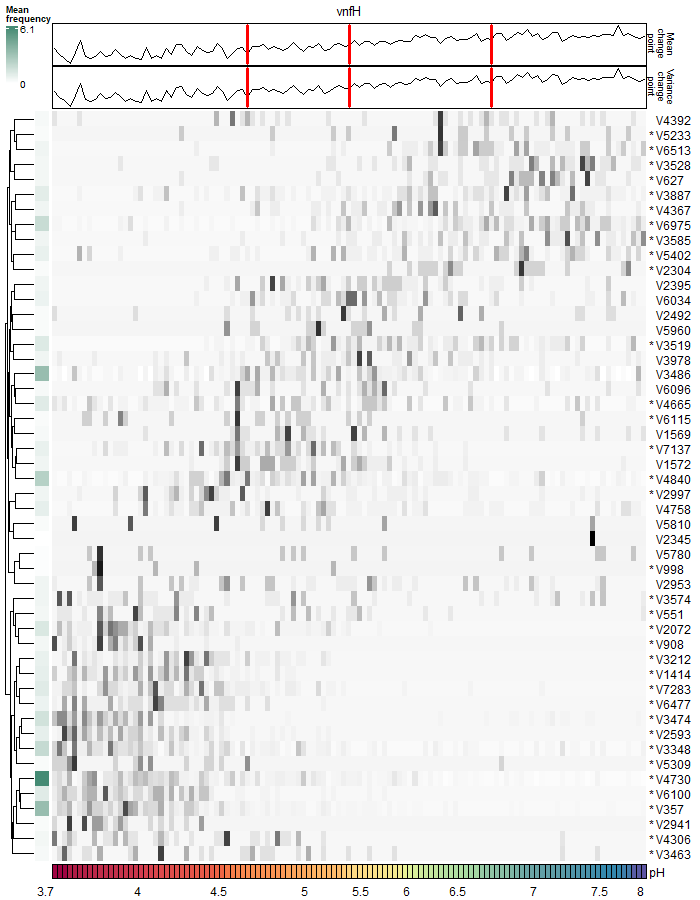 vnfH
Mean
frequency
6.1
0
Mean
change
point
Variance
change
point
V4392
* V5233
* V6513
* V3528
* V627
* V3887
* V4367
* V6975
* V3585
* V5402
* V2304
V2395
V6034
V2492
V5960
* V3519
V3978
V3486
V6096
* V4665
* V6115
V1569
* V7137
V1572
* V4840
* V2997
V4758
V5810
V2345
V5780
* V998
V2953
* V3574
* V551
* V2072
* V908
* V3212
* V1414
* V7283
* V6477
* V3474
* V2593
* V3348
* V5309
* V4730
* V6100
* V357
* V2941
* V4306
* V3463
pH
3.7 4 4.5 5 5.5 6 6.5 7 7.5 8